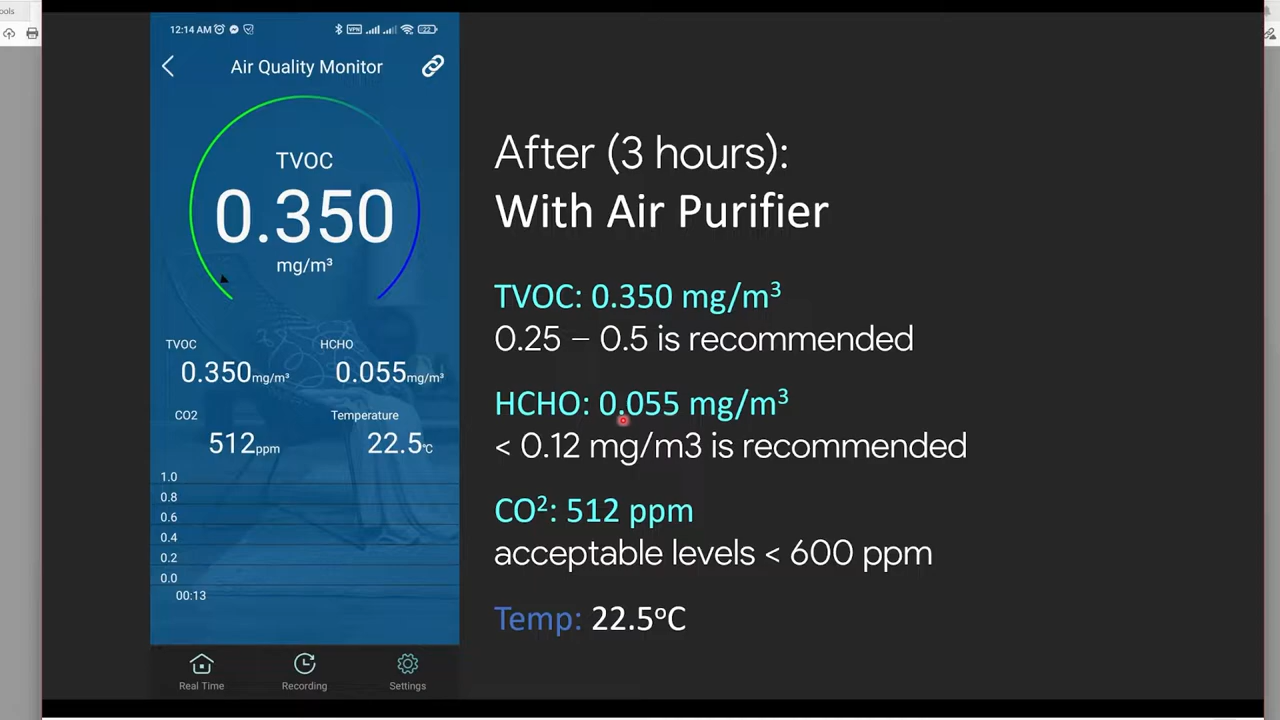 ools
12:14 AM VPN 22
Air Quality Monitor
TVOC
0.350
mg/m³
TVOC HCHO
0.350mg/m³ 0.055mg/m³
CO2 Temperature
512ppm 22.5℃
1.0
0.8
0.6
0.4
0.2
0.0
00:13
Real Time Recording Settings
After (3 hours):
With Air Purifier
TVOC: 0.350 mg/m³
0.25 – 0.5 is recommended
HCHO: 0.055 mg/m³
< 0.12 mg/m3 is recommended
CO²: 512 ppm
acceptable levels < 600 ppm
Temp: 22.5ºC